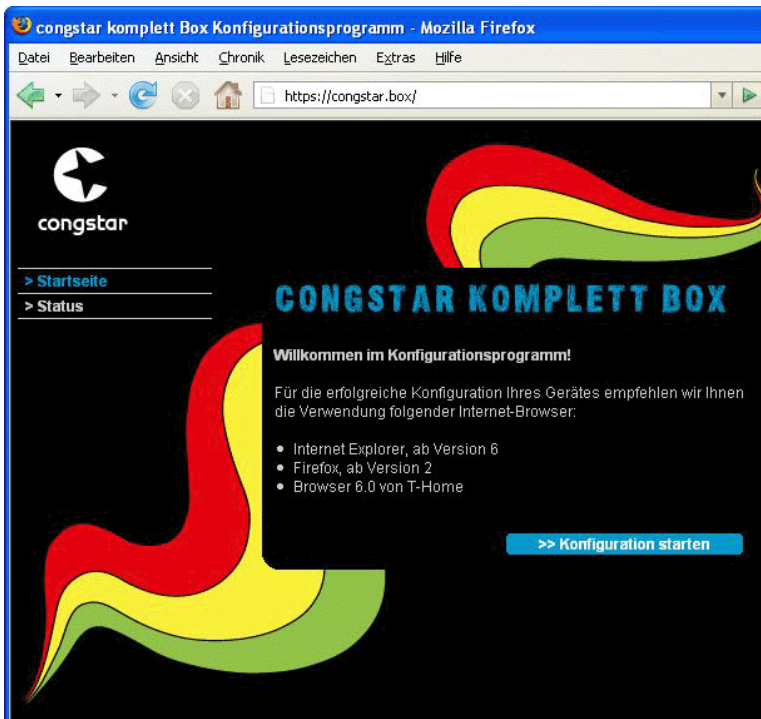 congstar komplett Box Konfigurationsprogramm - Mozilla Firefox
Datei Bearbeiten Ansicht Chronik Lesezeichen Extras Hilfe
https://congstar.box/
congstar
> Startseite
> Status
CONGSTAR KOMPLETT BOX
Willkommen im Konfigurationsprogramm!
Für die erfolgreiche Konfiguration Ihres Gerätes empfehlen wir Ihnen
die Verwendung folgender Internet-Browser:
• Internet Explorer, ab Version 6
• Firefox, ab Version 2
• Browser 6.0 von T-Home
>> Konfiguration starten